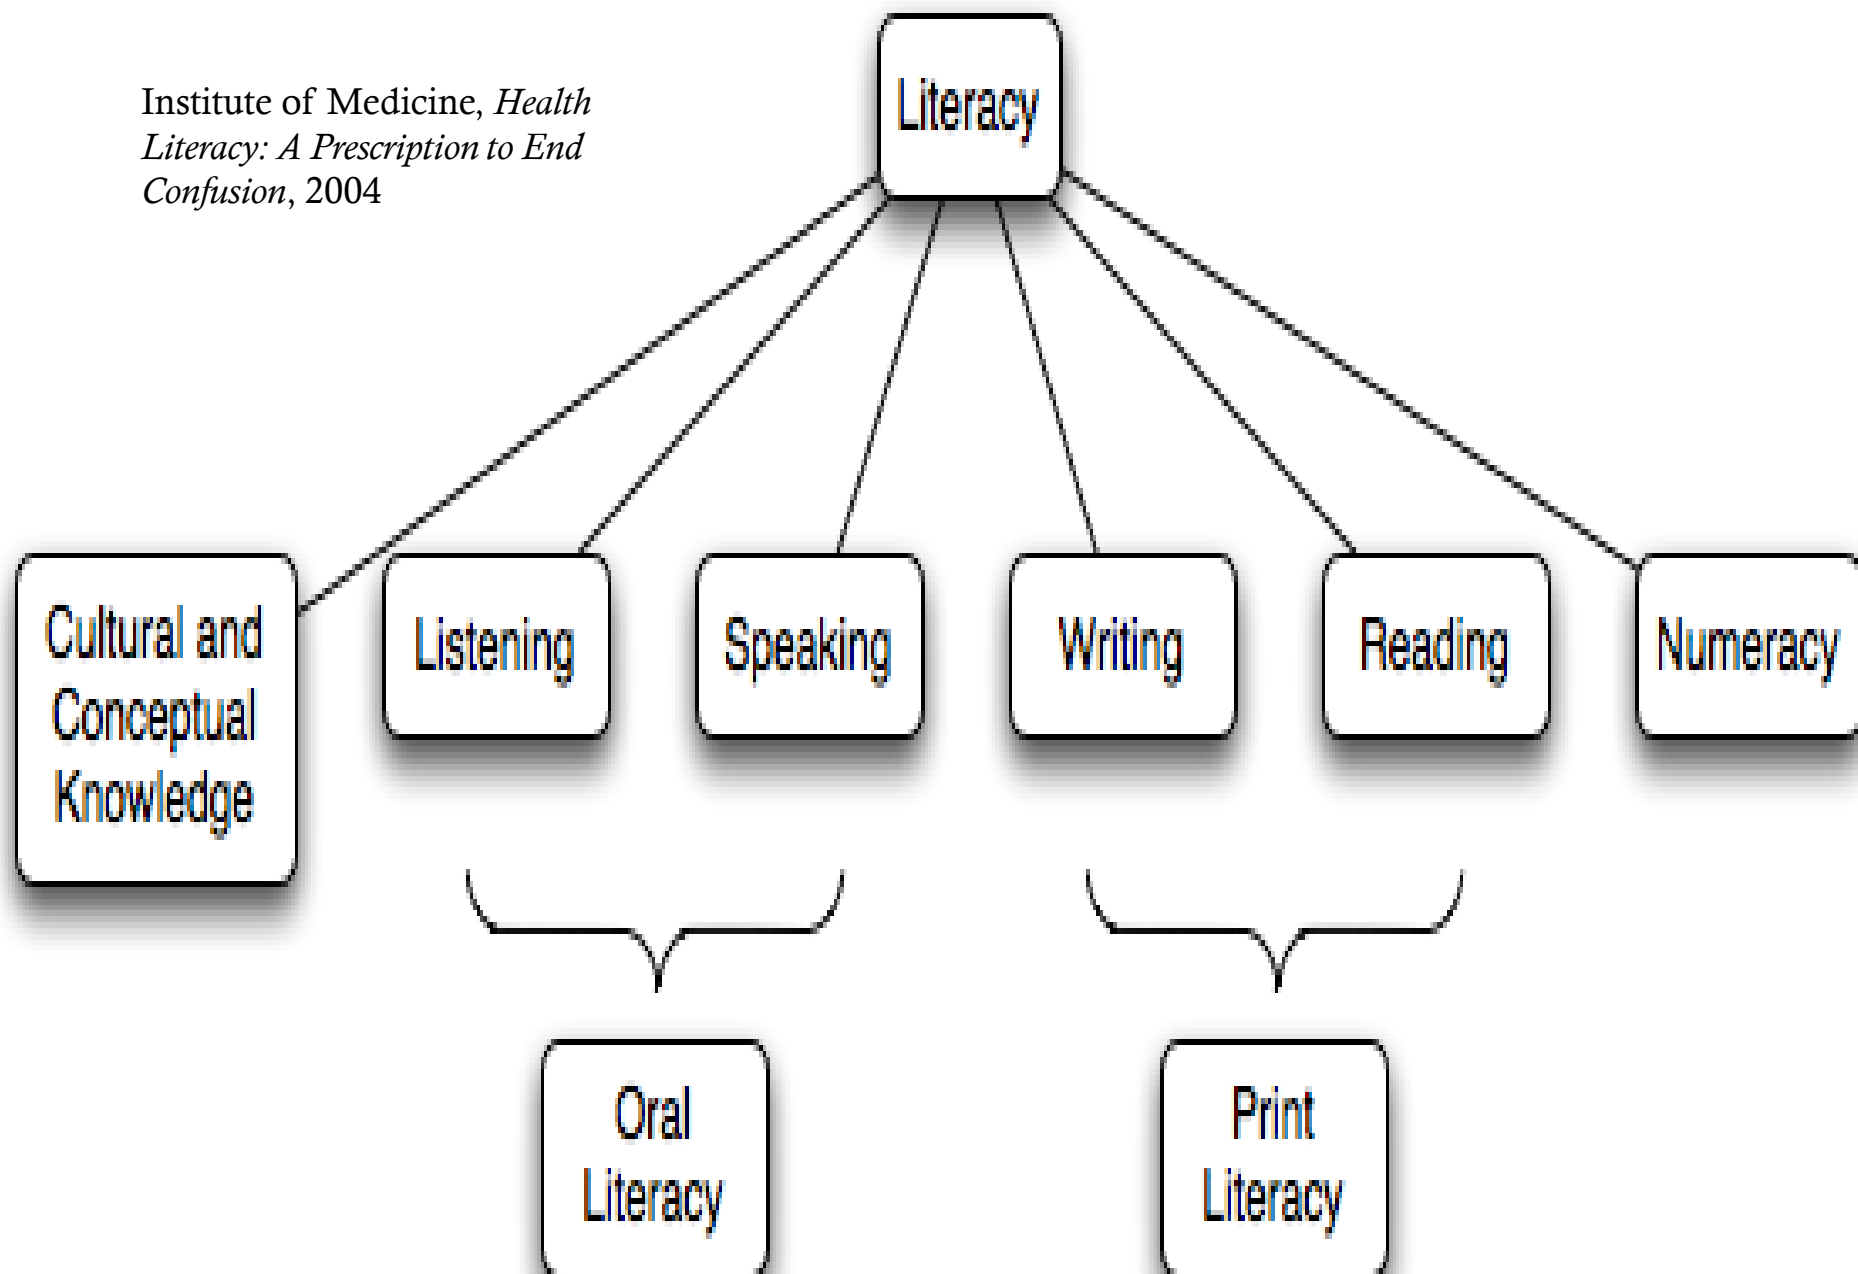 Literacy
Institute of Medicine, Health
Literacy: A Prescription to End
Confusion, 2004
Cultural and
Conceptual
Knowledge
Listening
Speaking
Writing
Reading
Numeracy
Oral
Literacy
Print
Literacy